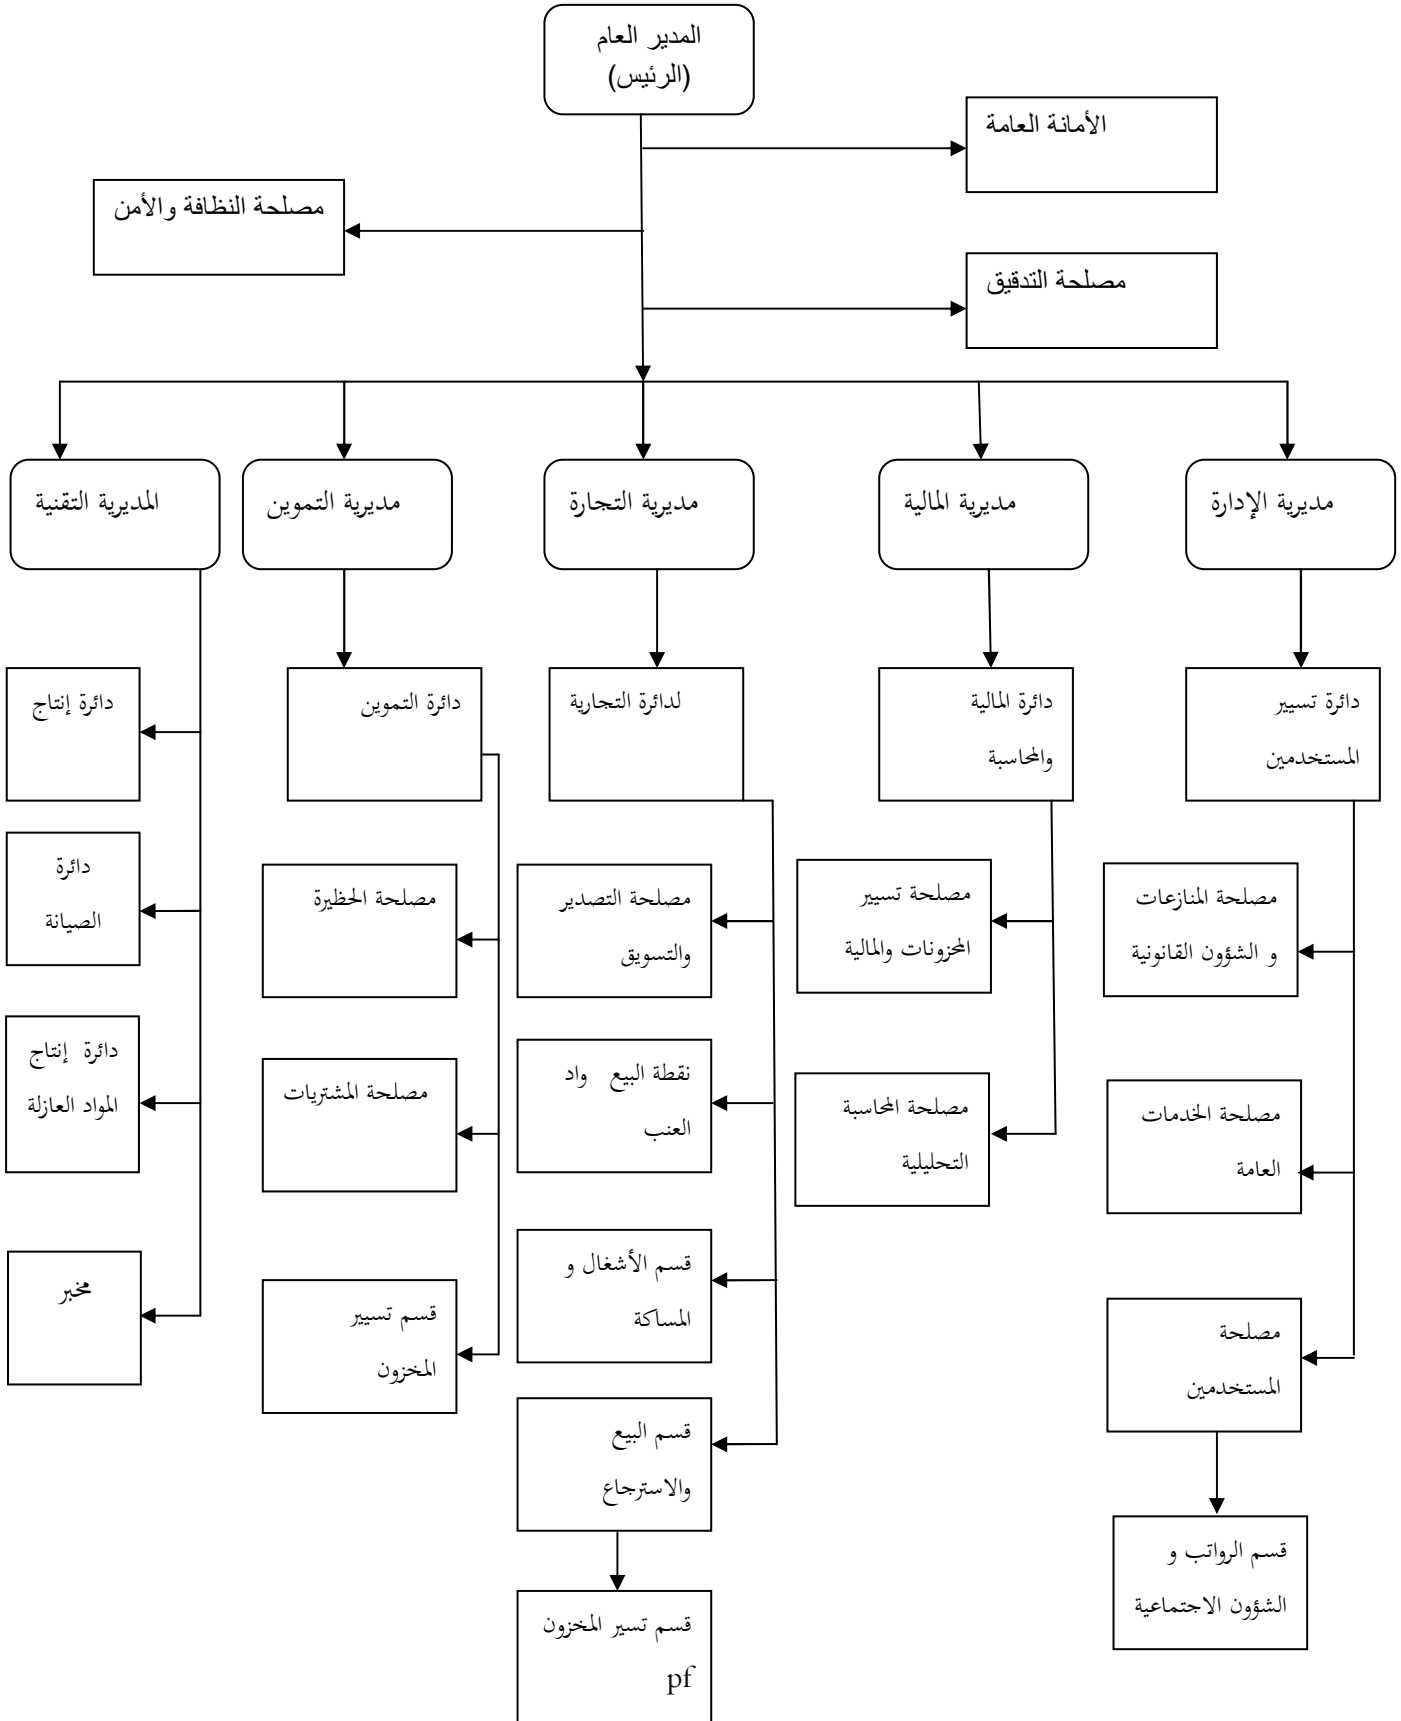 المدير العام
(الرئيس)
الأمانة العامة
مصلحة النظافة والأمن
مصلحة التدقيق
مديرية الإدارة
مديرية المالية
مديرية التجارة
مديرية التموين
المديرية التقنية
دائرة تسيير
المستخدمين
دائرة المالية
والمحاسبة
لدائرة التجارية
دائرة التموين
دائرة إنتاج
مصلحة المنازعات
و الشؤون القانونية
مصلحة تسيير
المخزونات والمالية
مصلحة التصدير
والتسويق
مصلحة الحظيرة
دائرة
الصيانة
مصلحة الخدمات
العامة
مصلحة المحاسبة
التحليلية
نقطة البيع واد
العنب
مصلحة المشتريات
دائرة إنتاج
المواد العازلة
مصلحة
المستخدمين
قسم الأشغال و
المساكة
قسم تسيير
المخزون
مخبر
قسم البيع
والاسترجاع
قسم الرواتب و
الشؤون الاجتماعية
قسم تسير المخزون
pf